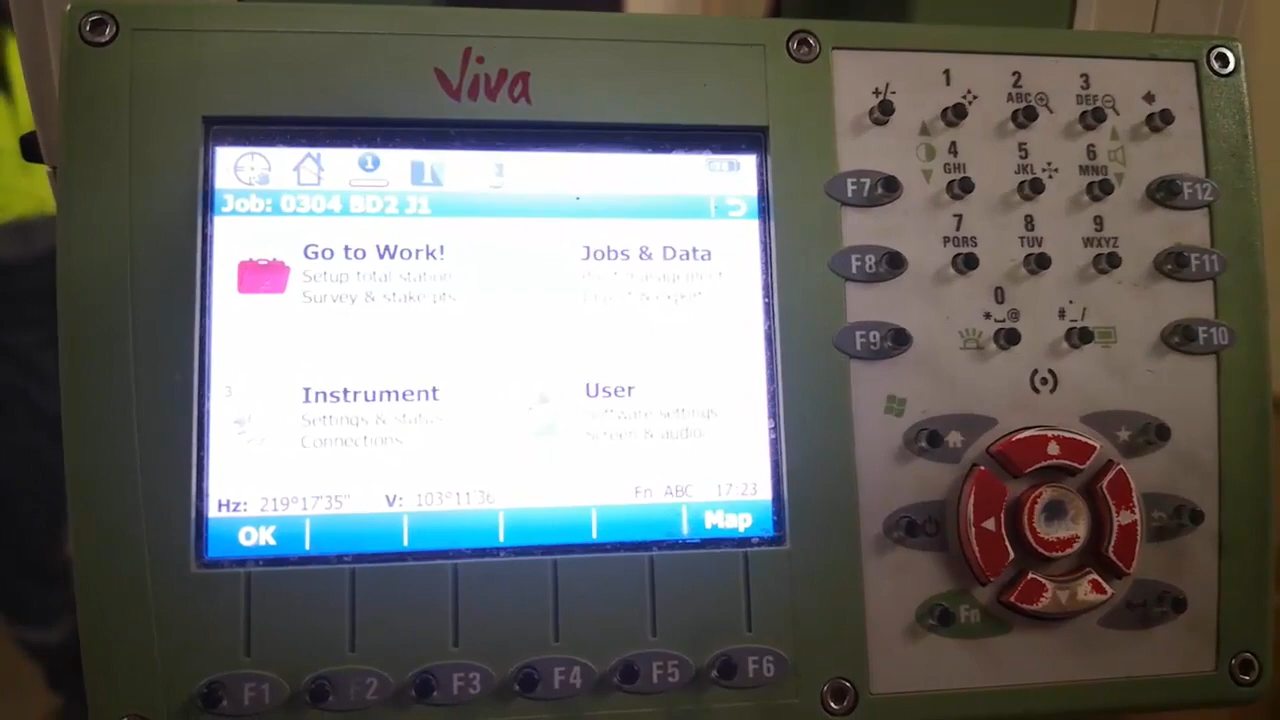 Viva
1
Job: 0304 BD2 J1
Go to Work!
Setup total station
Survey & stake pts
Jobs & Data
3
Instrument
Settings & status
Connections
User
Software settings
Screen & audio
Hz: 219°17'35" V: 103°11'36
Fn ABC 17:23
OK
Map
F1 F2 F3 F4 F5 F6
+/- 1 2 3
ABC DEF
4 5 6
GHI JKL MNO
F7 F12
7 8 9
PQRS TUV WXYZ
F8 F11
0
*⎵@ #_/
F9 F10
Fn